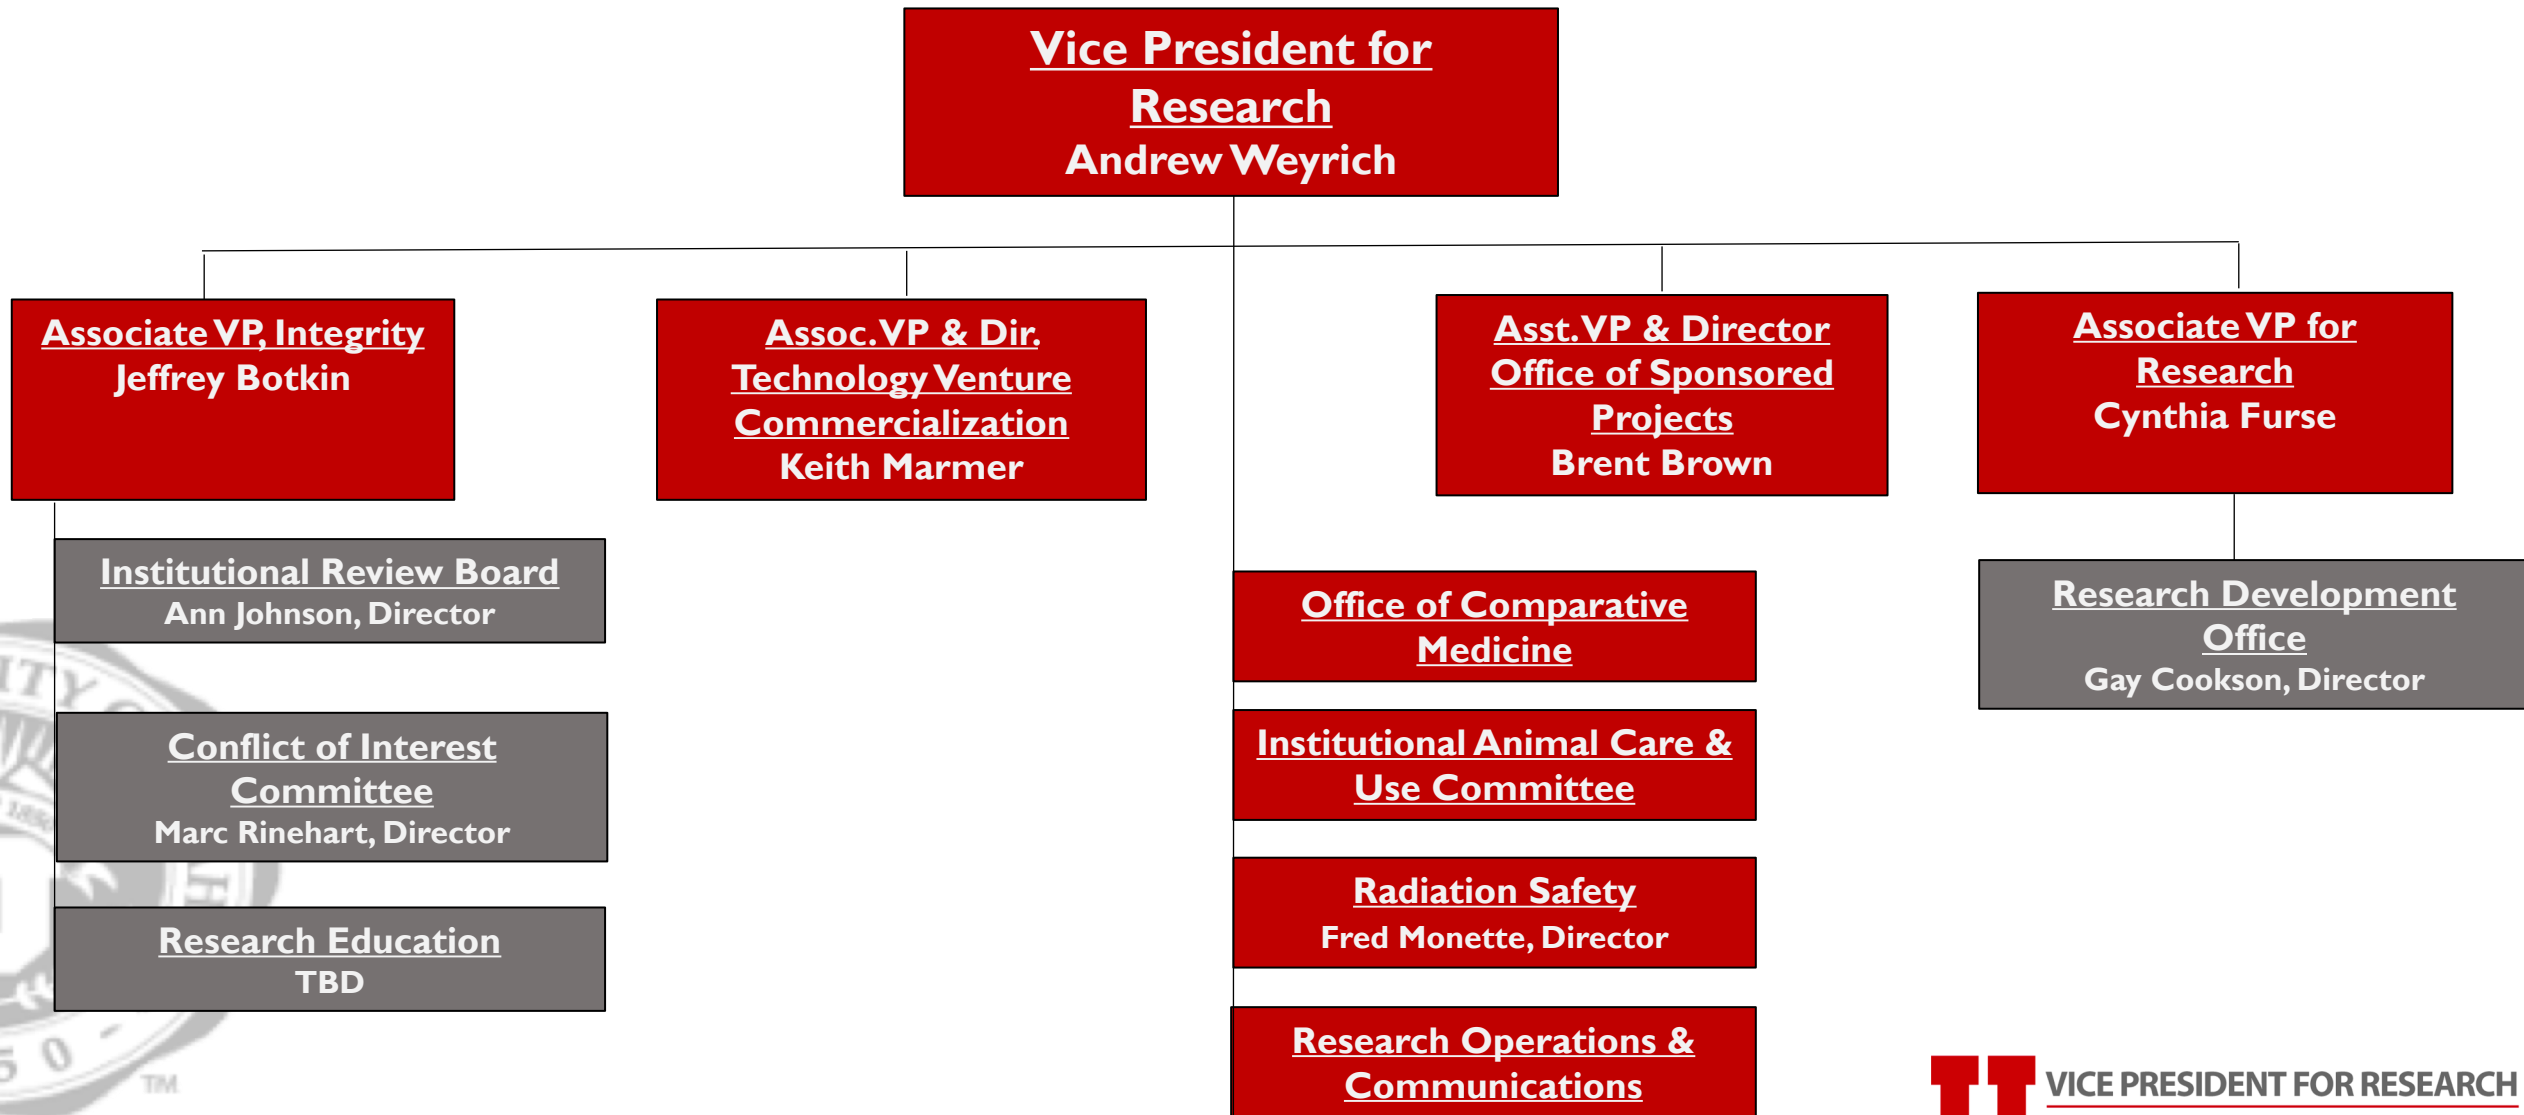 Vice President for
Research
Andrew Weyrich
Associate VP, Integrity
Jeffrey Botkin
Assoc. VP & Dir.
Technology Venture
Commercialization
Keith Marmer
Asst. VP & Director
Office of Sponsored
Projects
Brent Brown
Associate VP for
Research
Cynthia Furse
Institutional Review Board
Ann Johnson, Director
Conflict of Interest
Committee
Marc Rinehart, Director
Research Education
TBD
Office of Comparative
Medicine
Institutional Animal Care &
Use Committee
Radiation Safety
Fred Monette, Director
Research Operations &
Communications
Research Development
Office
Gay Cookson, Director
1850
TM
VICE PRESIDENT FOR RESEARCH